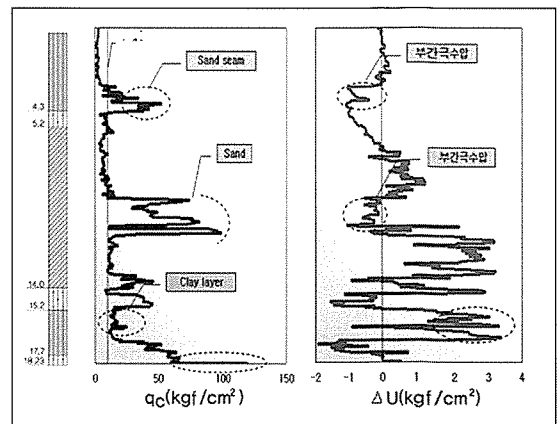 Sand seam
부간극수압
4.3
5.2
Sand
부간극수압
14.0
15.2
Clay layer
17.7
18.23
0 50 100 150
-2 -1 0 1 2 3 4
qc(kgf/cm²)
ΔU(kgf/cm²)